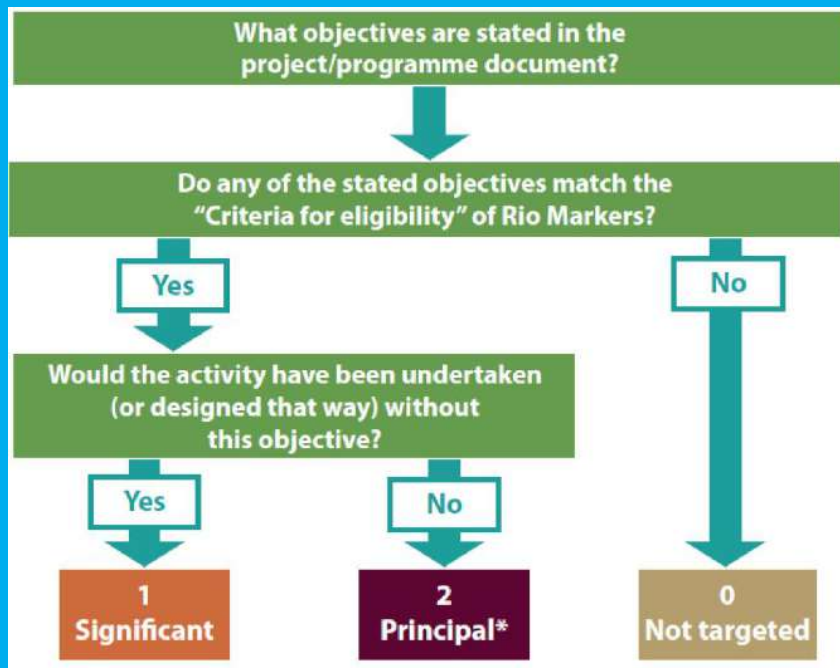 What objectives are stated in the
project/programme document?
Do any of the stated objectives match the
“Criteria for eligibility” of Rio Markers?
Yes
No
Would the activity have been undertaken
(or designed that way) without
this objective?
Yes
No
1
Significant
2
Principal*
0
Not targeted